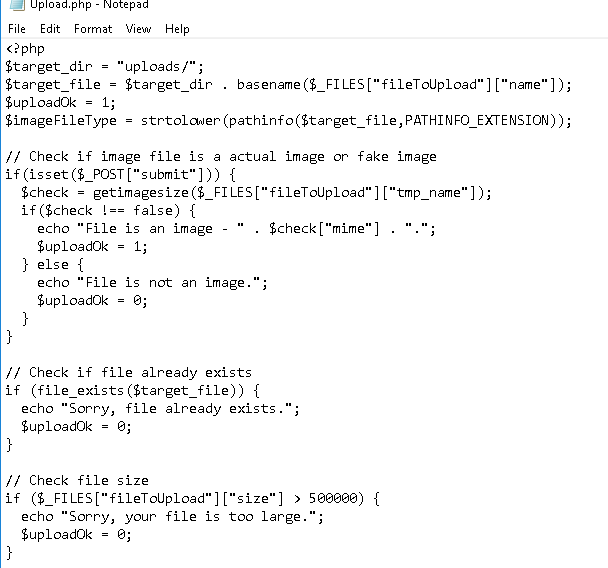 Upload.php - Notepad
File Edit Format View Help
<?php
$target_dir = "uploads/";
$target_file = $target_dir . basename($_FILES["fileToUpload"]["name"]);
$uploadOk = 1;
$imageFileType = strtolower(pathinfo($target_file,PATHINFO_EXTENSION));
// Check if image file is a actual image or fake image
if(isset($_POST["submit"])) {
  $check = getimagesize($_FILES["fileToUpload"]["tmp_name"]);
  if($check !== false) {
    echo "File is an image - " . $check["mime"] . ".";
    $uploadOk = 1;
  } else {
    echo "File is not an image.";
    $uploadOk = 0;
  }
}
// Check if file already exists
if (file_exists($target_file)) {
  echo "Sorry, file already exists.";
  $uploadOk = 0;
}
// Check file size
if ($_FILES["fileToUpload"]["size"] > 500000) {
  echo "Sorry, your file is too large.";
  $uploadOk = 0;
}